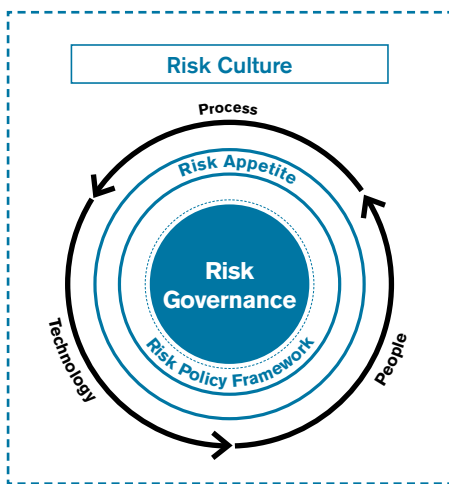 Risk Culture
Process
Risk Appetite
Risk
Governance
Risk Policy Framework
Technology
People